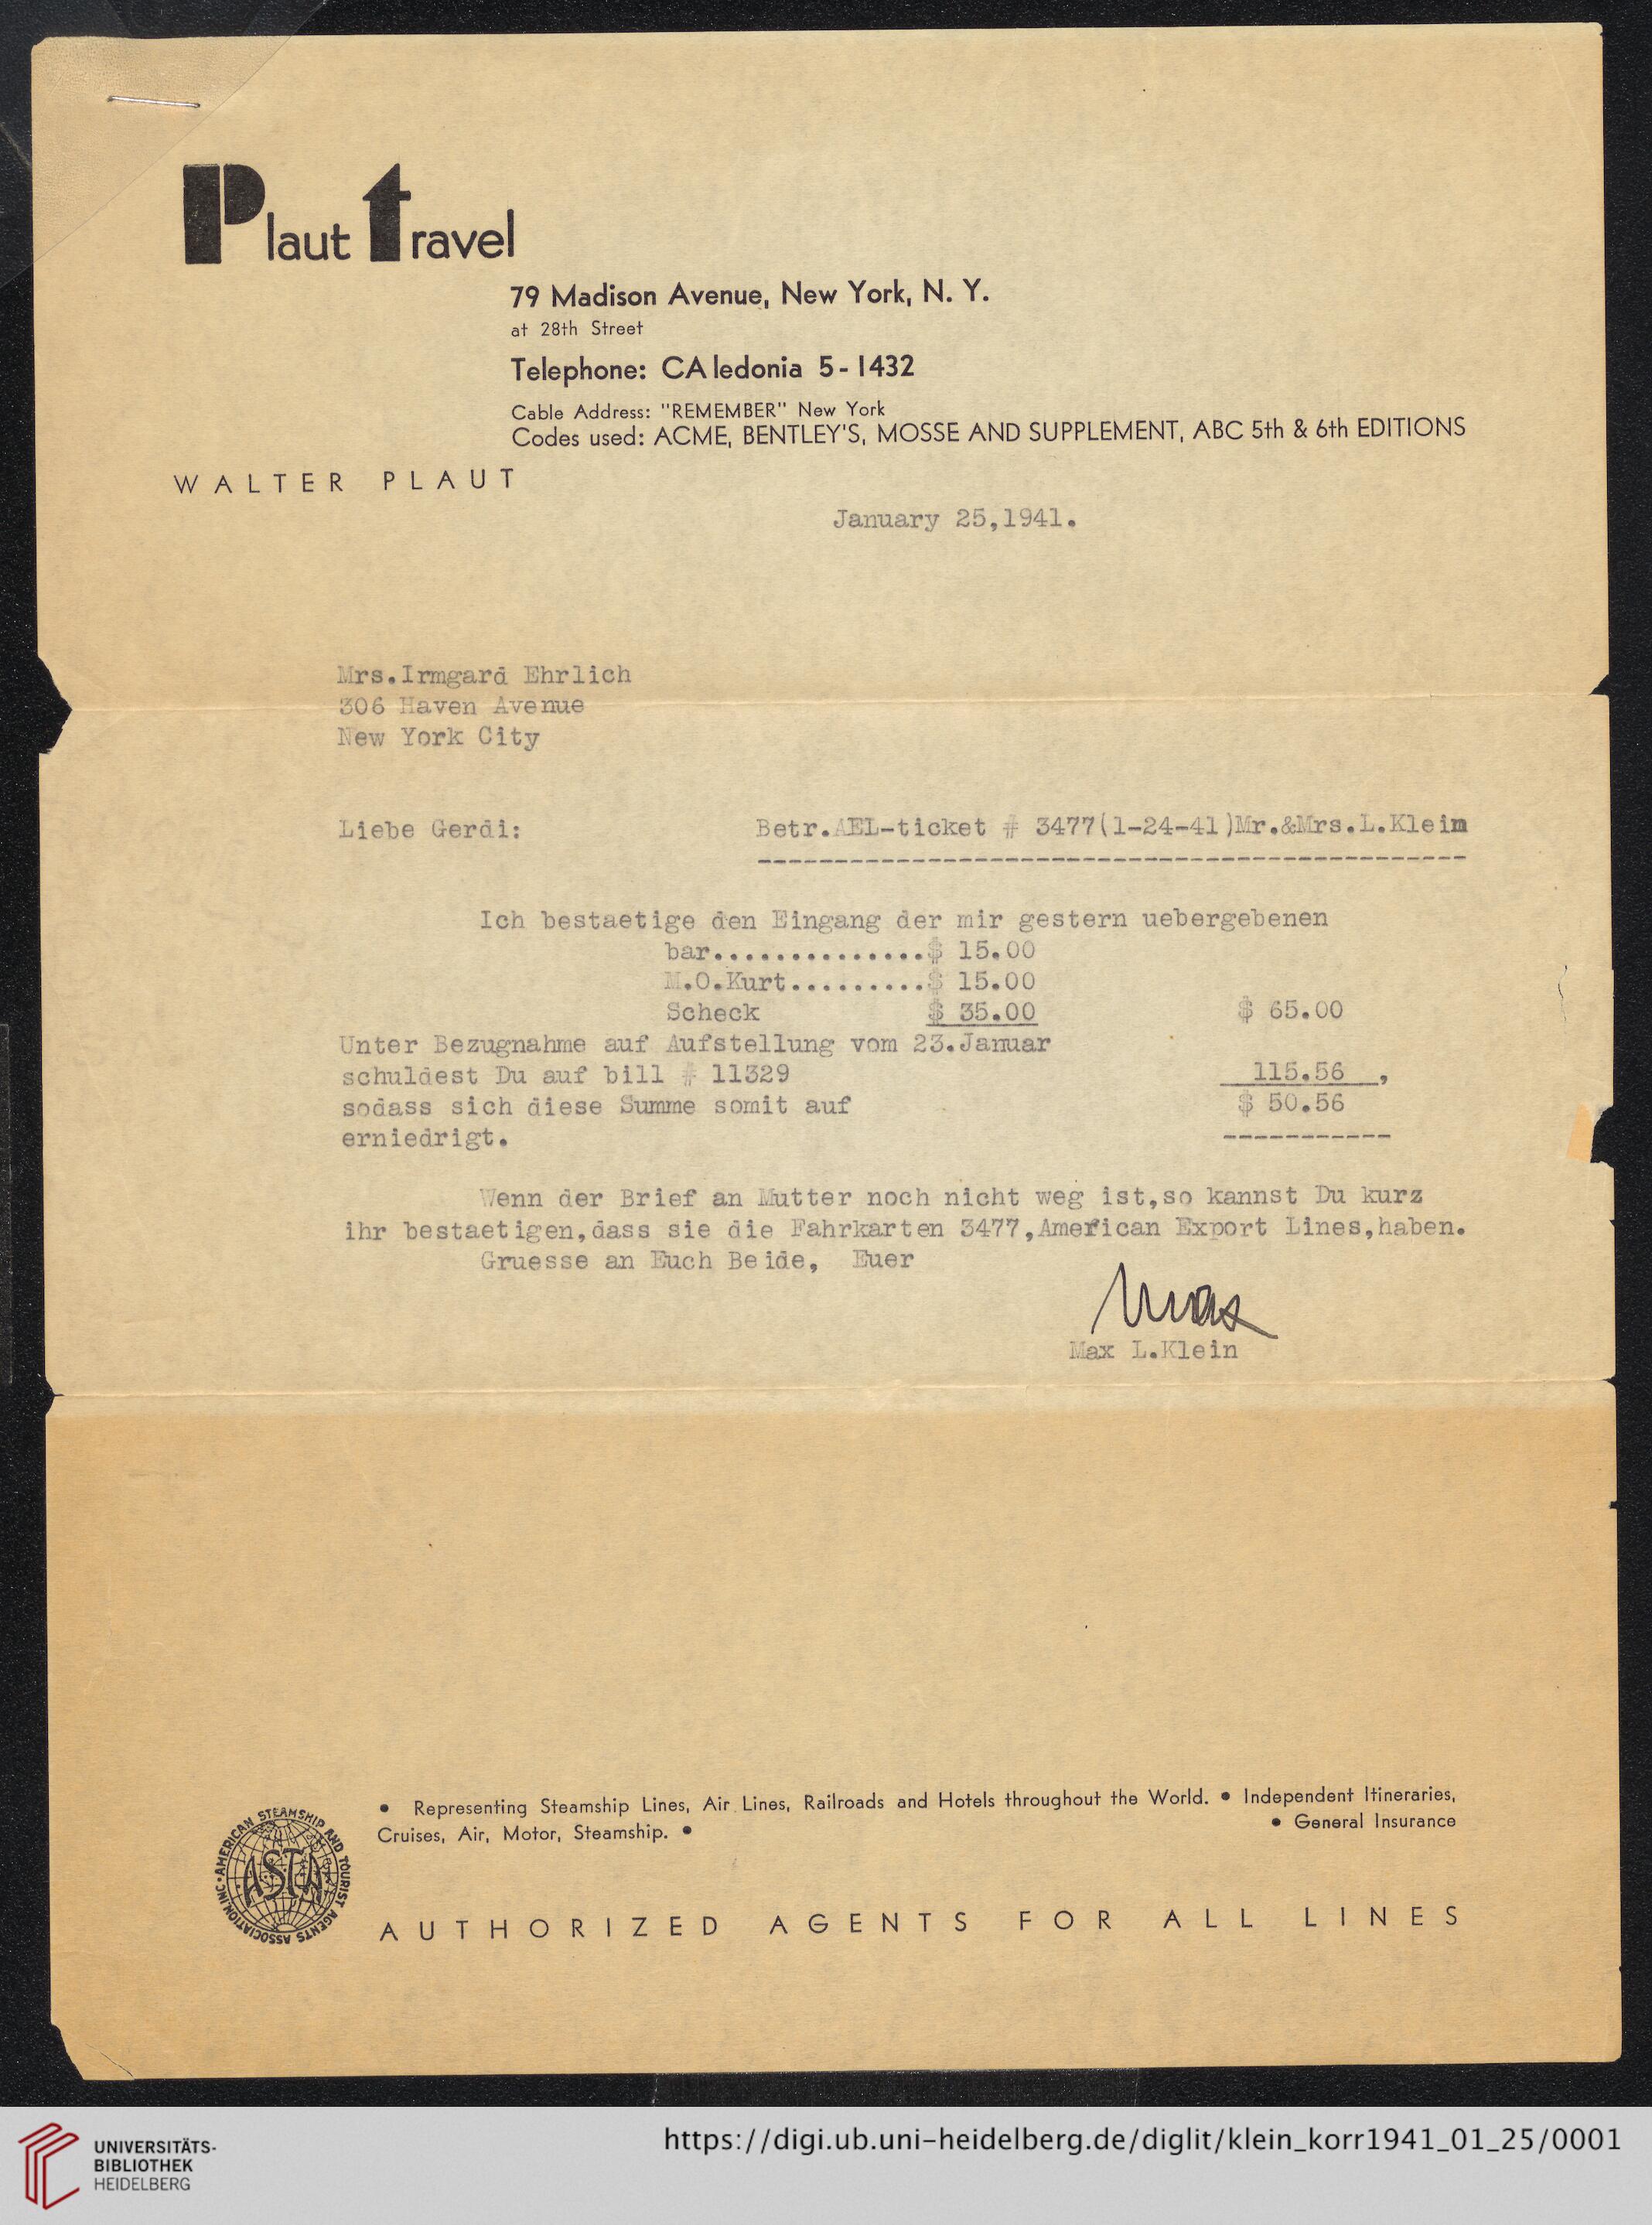 Plaut travel
79 Madison Avenue, New York, N. Y.
at 28th Street
Telephone: CAledonia 5-1432
Cable Address: "REMEMBER" New York
Codes used: ACME, BENTLEY'S, MOSSE AND SUPPLEMENT, ABC 5th & 6th EDITIONS
WALTER PLAUT
January 25,1941.
Mrs.Irmgard Ehrlich
306 Haven Avenue
New York City
Liebe Gerdi: Betr.AEL-ticket # 3477(1-24-41)Mr.&Mrs.L.Klein
Ich bestaetige den Eingang der mir gestern uebergebenen
bar...............$ 15.00
M.O.Kurt.........$ 15.00
Scheck $ 35.00 $ 65.00
Unter Bezugnahme auf Aufstellung vom 23.Januar
schuldest Du auf bill # 11329 115.56 ,
sodass sich diese Summe somit auf $ 50.56
erniedrigt. -----------
Wenn der Brief an Mutter noch nicht weg ist,so kannst Du kurz
ihr bestaetigen,dass sie die Fahrkarten 3477,American Export Lines,haben.
Gruesse an Euch Beide, Euer
Max
Max L.Klein
• Representing Steamship Lines, Air Lines, Railroads and Hotels throughout the World. • Independent Itineraries,
Cruises, Air, Motor, Steamship. • • General Insurance
AMERICAN STEAMSHIP AND TOURIST AGENTS ASSOCIATION, INC •
ASTA
AUTHORIZED AGENTS FOR ALL LINES
UNIVERSITÄTS-
BIBLIOTHEK
HEIDELBERG
https://digi.ub.uni-heidelberg.de/diglit/klein_korr1941_01_25/0001